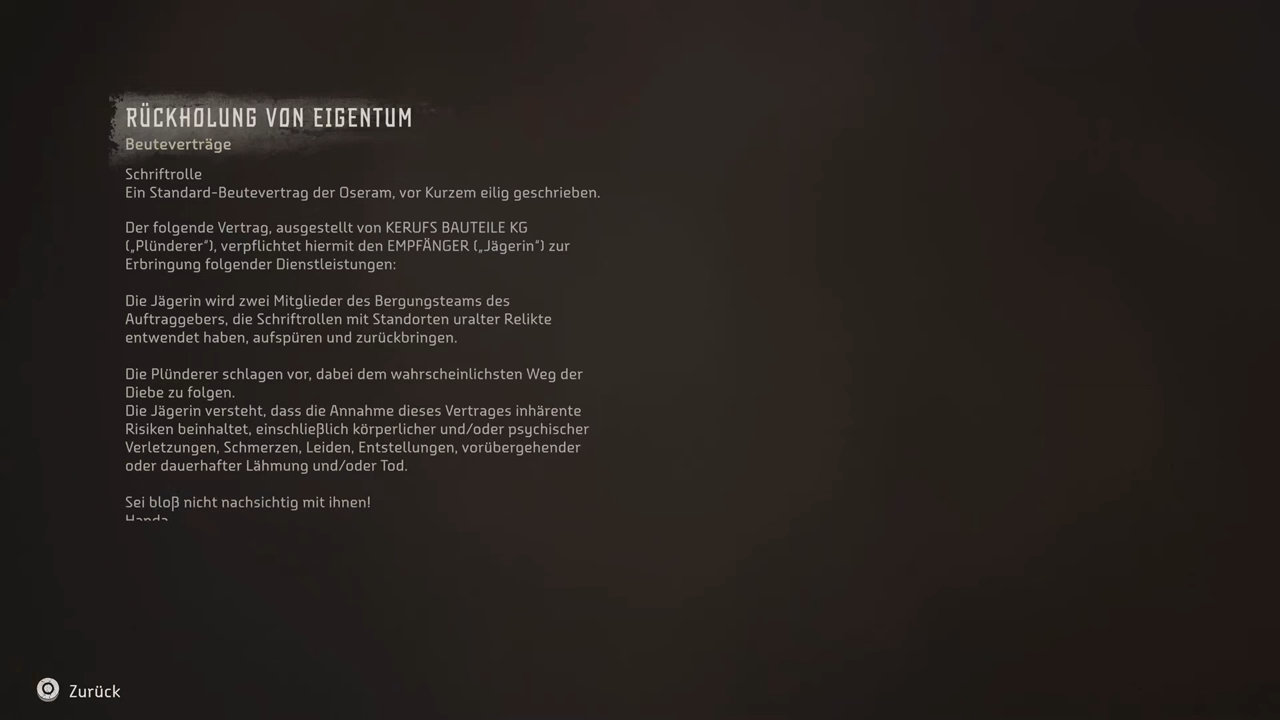 RÜCKHOLUNG VON EIGENTUM
Beuteverträge
Schriftrolle
Ein Standard-Beutevertrag der Oseram, vor Kurzem eilig geschrieben.
Der folgende Vertrag, ausgestellt von KERUFS BAUTEILE KG
(„Plünderer“), verpflichtet hiermit den EMPFÄNGER („Jägerin“) zur
Erbringung folgender Dienstleistungen:
Die Jägerin wird zwei Mitglieder des Bergungsteams des
Auftraggebers, die Schriftrollen mit Standorten uralter Relikte
entwendet haben, aufspüren und zurückbringen.
Die Plünderer schlagen vor, dabei dem wahrscheinlichsten Weg der
Diebe zu folgen.
Die Jägerin versteht, dass die Annahme dieses Vertrages inhärente
Risiken beinhaltet, einschließlich körperlicher und/oder psychischer
Verletzungen, Schmerzen, Leiden, Entstellungen, vorübergehender
oder dauerhafter Lähmung und/oder Tod.
Sei bloß nicht nachsichtig mit ihnen!
Zurück